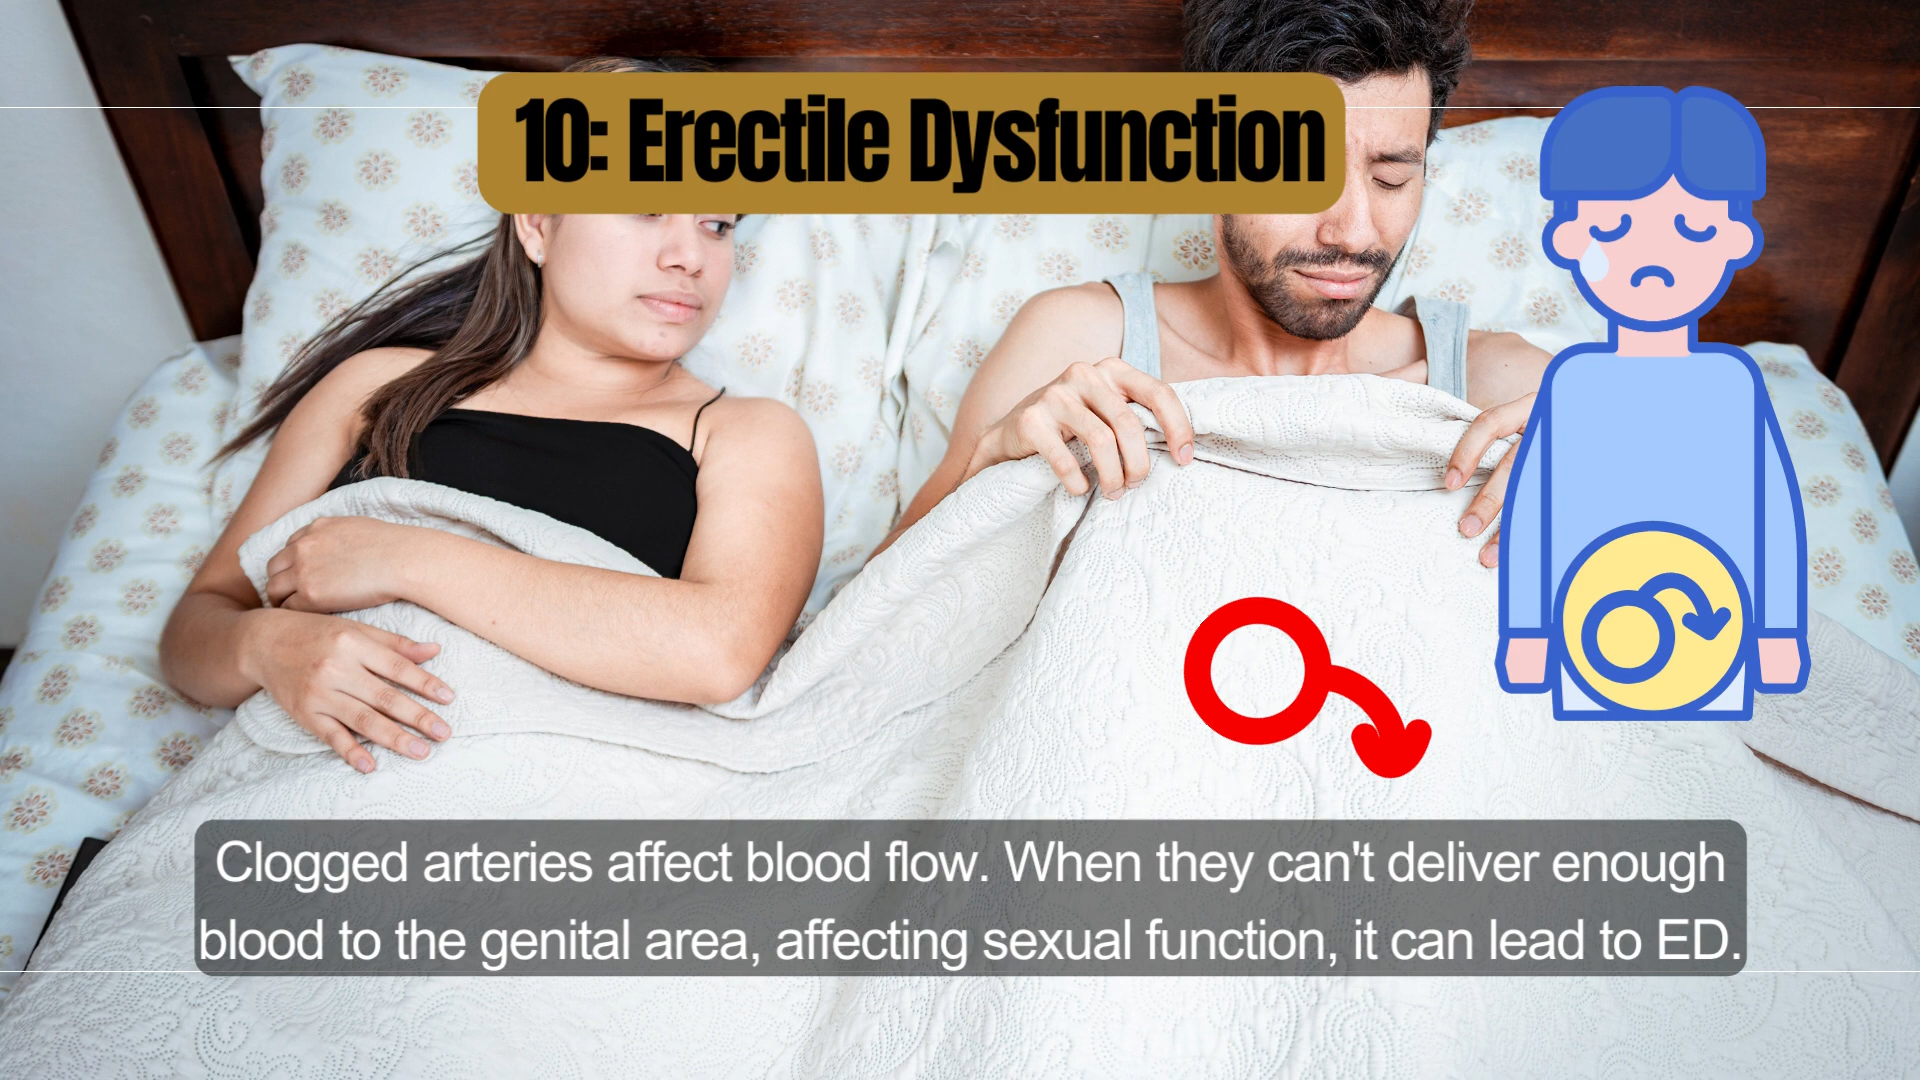 10: Erectile Dysfunction
Clogged arteries affect blood flow. When they can't deliver enough
blood to the genital area, affecting sexual function, it can lead to ED.